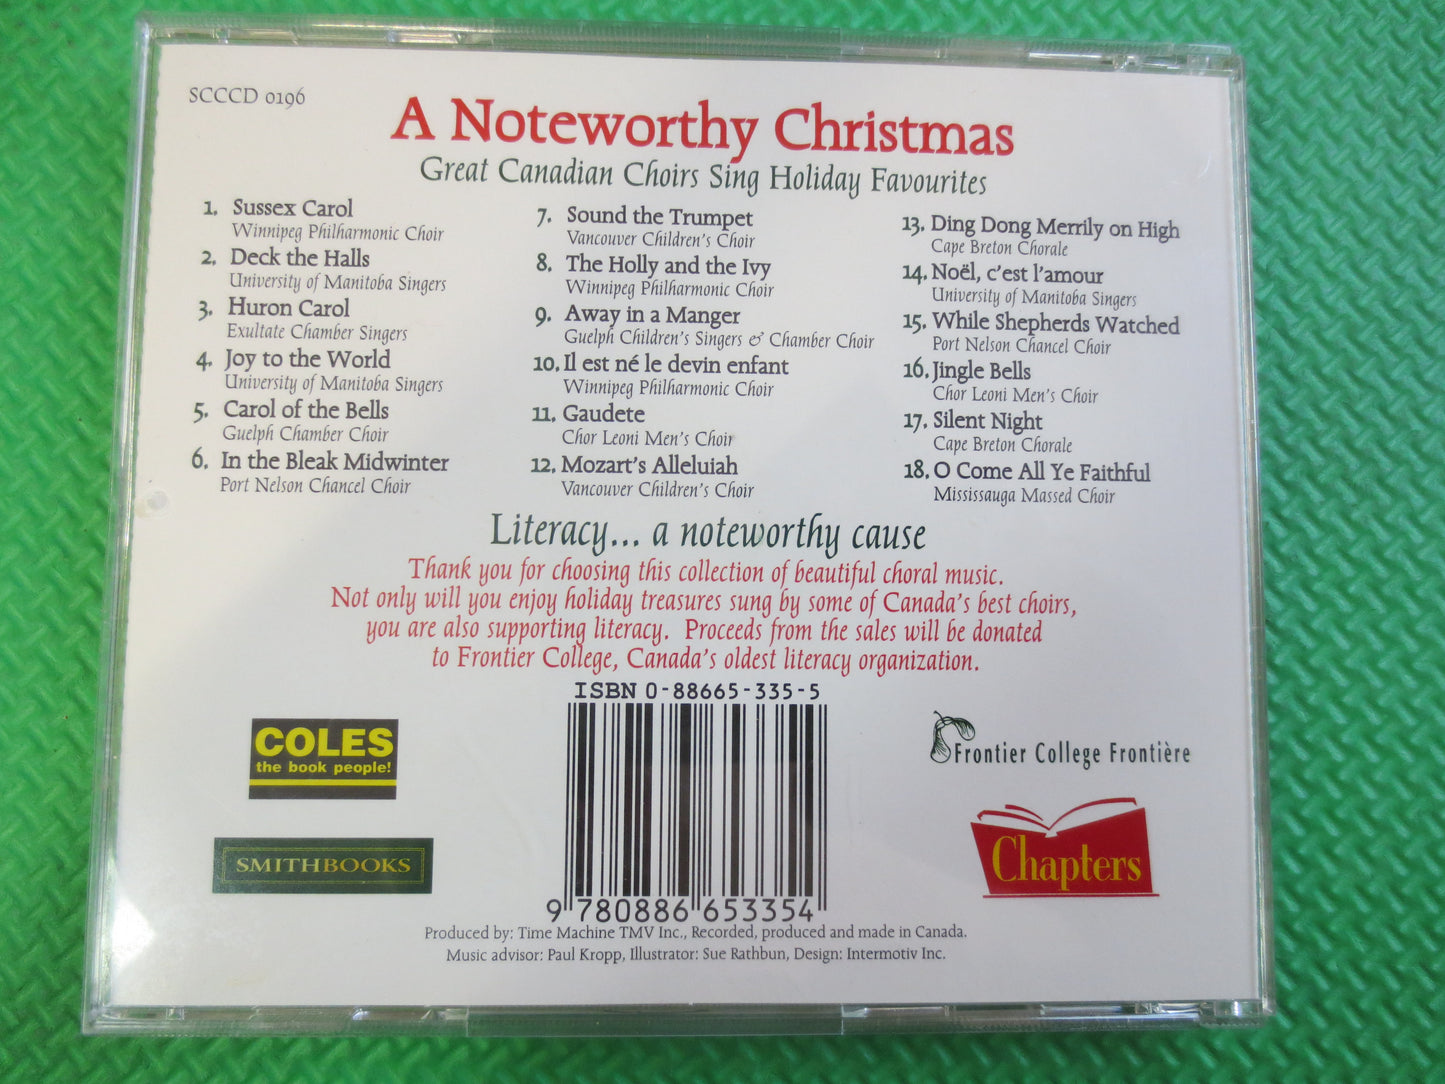 SCCCD 0196
A Noteworthy Christmas
Great Canadian Choirs Sing Holiday Favourites
1. Sussex Carol
Winnipeg Philharmonic Choir
2. Deck the Halls
University of Manitoba Singers
3. Huron Carol
Exultate Chamber Singers
4. Joy to the World
University of Manitoba Singers
5. Carol of the Bells
Guelph Chamber Choir
6. In the Bleak Midwinter
Port Nelson Chancel Choir
7. Sound the Trumpet
Vancouver Children's Choir
8. The Holly and the Ivy
Winnipeg Philharmonic Choir
9. Away in a Manger
Guelph Children's Singers & Chamber Choir
10. Il est né le devin enfant
Winnipeg Philharmonic Choir
11. Gaudete
Chor Leoni Men's Choir
12. Mozart's Alleluiah
Vancouver Children's Choir
13. Ding Dong Merrily on High
Cape Breton Chorale
14. Noël, c'est l'amour
University of Manitoba Singers
15. While Shepherds Watched
Port Nelson Chancel Choir
16. Jingle Bells
Chor Leoni Men's Choir
17. Silent Night
Cape Breton Chorale
18. O Come All Ye Faithful
Mississauga Massed Choir
Literacy... a noteworthy cause
Thank you for choosing this collection of beautiful choral music.
Not only will you enjoy holiday treasures sung by some of Canada's best choirs,
you are also supporting literacy. Proceeds from the sales will be donated
to Frontier College, Canada's oldest literacy organization.
ISBN 0-88665-335-5
COLES
the book people!
SMITHBOOKS
9 780886 653354
Frontier College Frontière
Chapters
Produced by: Time Machine TMV Inc., Recorded, produced and made in Canada.
Music advisor: Paul Kropp, Illustrator: Sue Rathbun, Design: Intermotiv Inc.